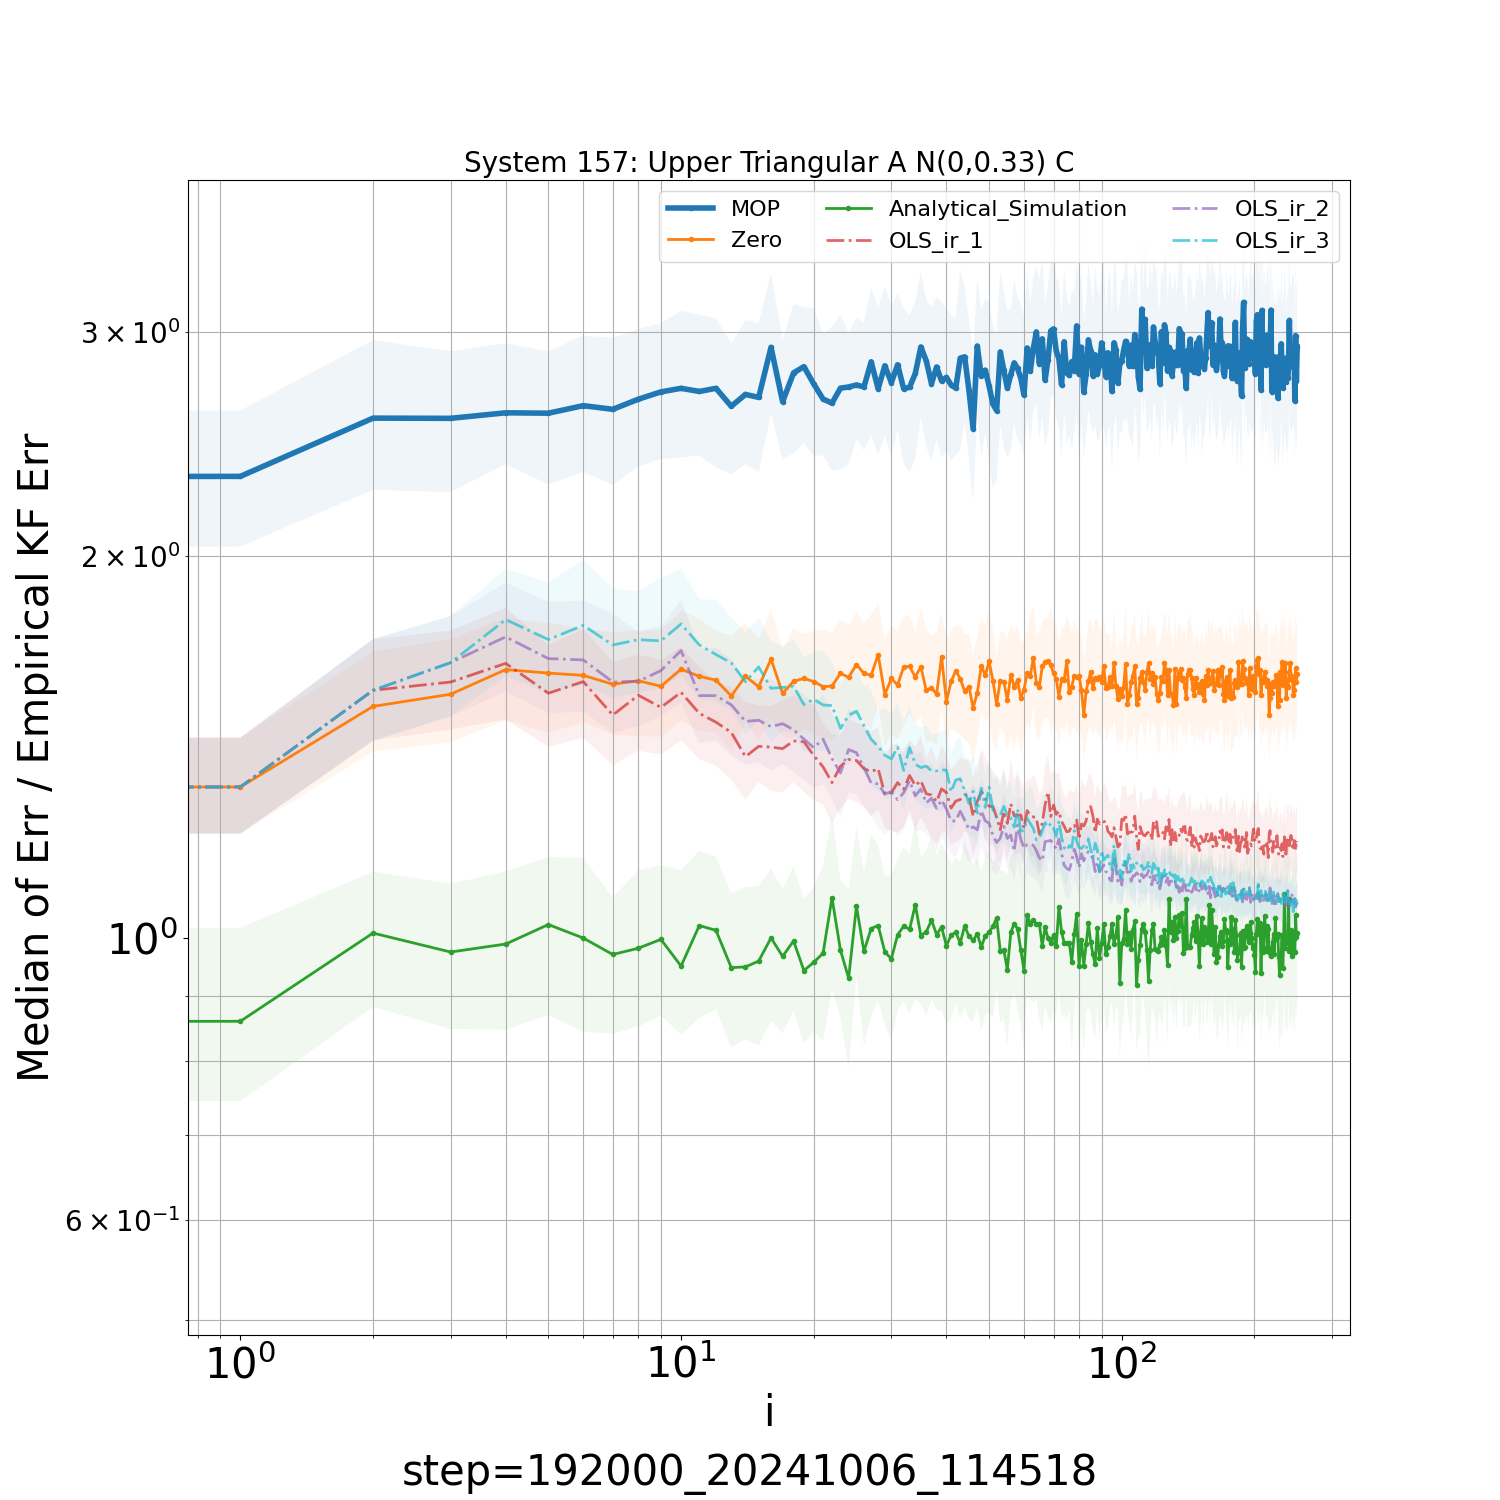 System 157: Upper Triangular A N(0,0.33) C
MOP
Zero
Analytical_Simulation
OLS_ir_1
OLS_ir_2
OLS_ir_3
Median of Err / Empirical KF Err
3 × 10⁰
2 × 10⁰
10⁰
6 × 10⁻¹
10⁰ 10¹ 10²
i
step=192000_20241006_114518